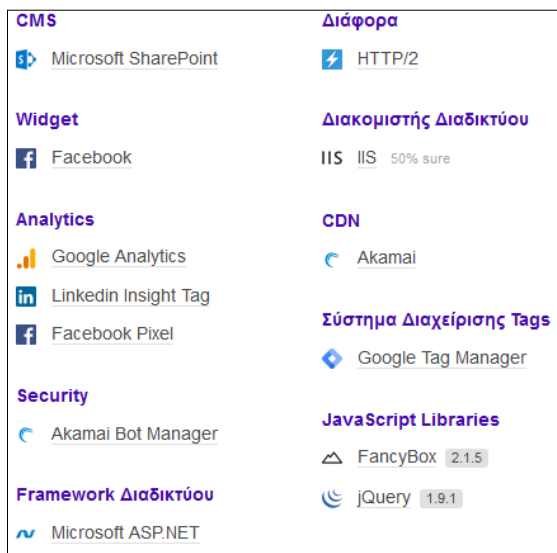 CMS
Microsoft SharePoint
Widget
Facebook
Analytics
Google Analytics
Linkedin Insight Tag
Facebook Pixel
Security
Akamai Bot Manager
Framework Διαδικτύου
Microsoft ASP.NET
Διάφορα
HTTP/2
Διακομιστής Διαδικτύου
IIS IIS 50% sure
CDN
Akamai
Σύστημα Διαχείρισης Tags
Google Tag Manager
JavaScript Libraries
FancyBox 2.1.5
jQuery 1.9.1